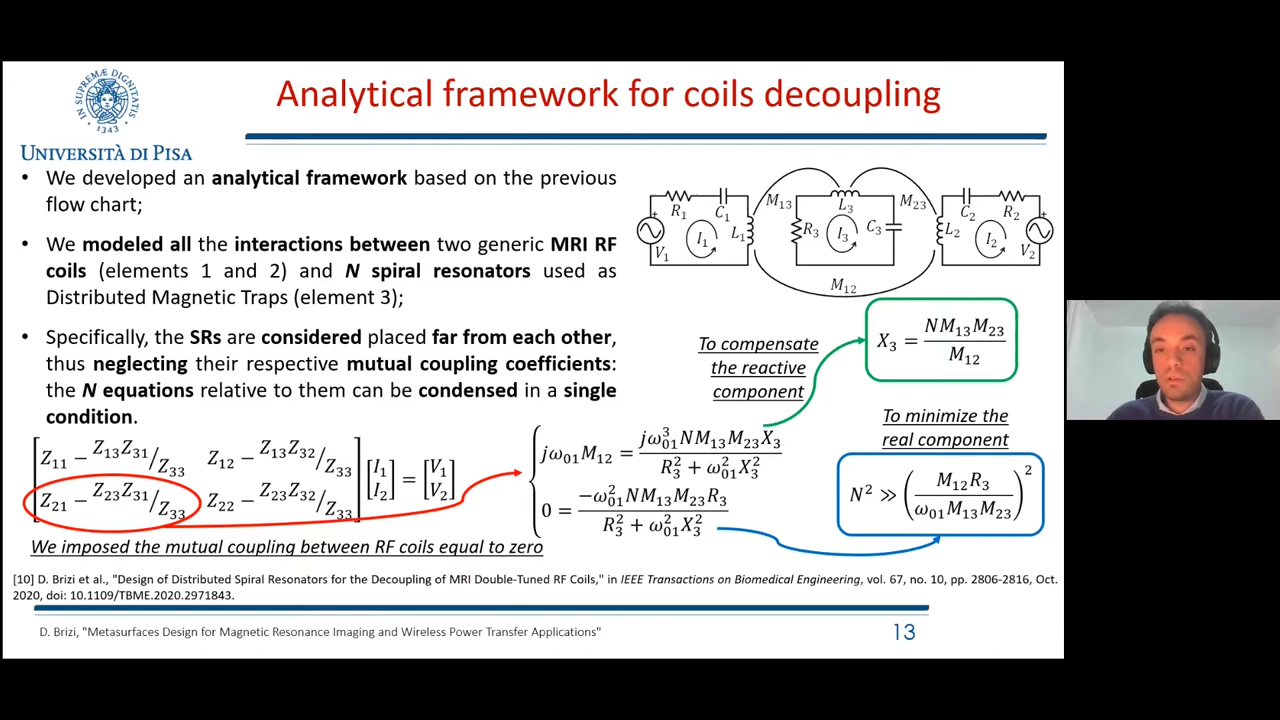 Analytical framework for coils decoupling
IN SUPREMÆ DIGNITATIS
·1343·
UNIVERSITÀ DI PISA
• We developed an analytical framework based on the previous
flow chart;
• We modeled all the interactions between two generic MRI RF
coils (elements 1 and 2) and N spiral resonators used as
Distributed Magnetic Traps (element 3);
• Specifically, the SRs are considered placed far from each other,
thus neglecting their respective mutual coupling coefficients:
the N equations relative to them can be condensed in a single
condition.
R₁ C₁ M₁₃ L₃ M₂₃ C₂ R₂
V₁ I₁ L₁ R₃ I₃ C₃ L₂ I₂ V₂
M₁₂
To compensate
the reactive
component
X₃ = NM₁₃M₂₃ / M₁₂
To minimize the
real component
N² ≫ (M₁₂R₃ / ω₀₁M₁₃M₂₃)²
[Z₁₁ − Z₁₃Z₃₁/Z₃₃ Z₁₂ − Z₁₃Z₃₂/Z₃₃
Z₂₁ − Z₂₃Z₃₁/Z₃₃ Z₂₂ − Z₂₃Z₃₂/Z₃₃] [I₁ I₂] = [V₁ V₂]
jω₀₁M₁₂ = jω₀₁³NM₁₃M₂₃X₃ / R₃² + ω₀₁²X₃²
0 = −ω₀₁²NM₁₃M₂₃R₃ / R₃² + ω₀₁²X₃²
We imposed the mutual coupling between RF coils equal to zero
[10] D. Brizi et al., "Design of Distributed Spiral Resonators for the Decoupling of MRI Double-Tuned RF Coils," in IEEE Transactions on Biomedical Engineering, vol. 67, no. 10, pp. 2806-2816, Oct.
2020, doi: 10.1109/TBME.2020.2971843.
D. Brizi, "Metasurfaces Design for Magnetic Resonance Imaging and Wireless Power Transfer Applications"
13